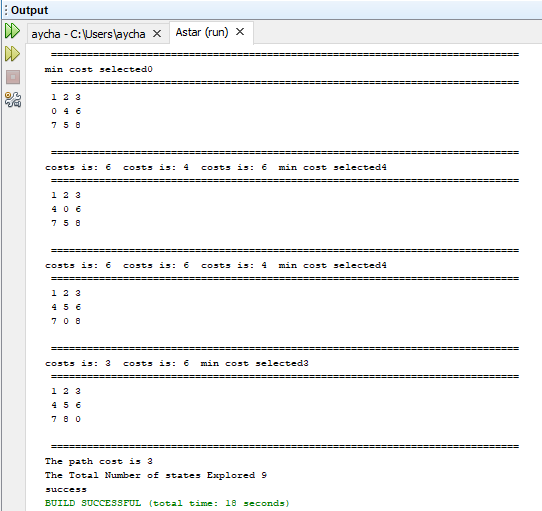 Output
aycha - C:\Users\aycha ×
Astar (run) ×
==========================================================================
min cost selected0
==========================================================================
1 2 3
0 4 6
7 5 8
==========================================================================
costs is: 6  costs is: 4  costs is: 6  min cost selected4
==========================================================================
1 2 3
4 0 6
7 5 8
==========================================================================
costs is: 6  costs is: 6  costs is: 4  min cost selected4
==========================================================================
1 2 3
4 5 6
7 0 8
==========================================================================
costs is: 3  costs is: 6  min cost selected3
==========================================================================
1 2 3
4 5 6
7 8 0
==========================================================================
The path cost is 3
The Total Number of states Explored 9
success
BUILD SUCCESSFUL (total time: 18 seconds)